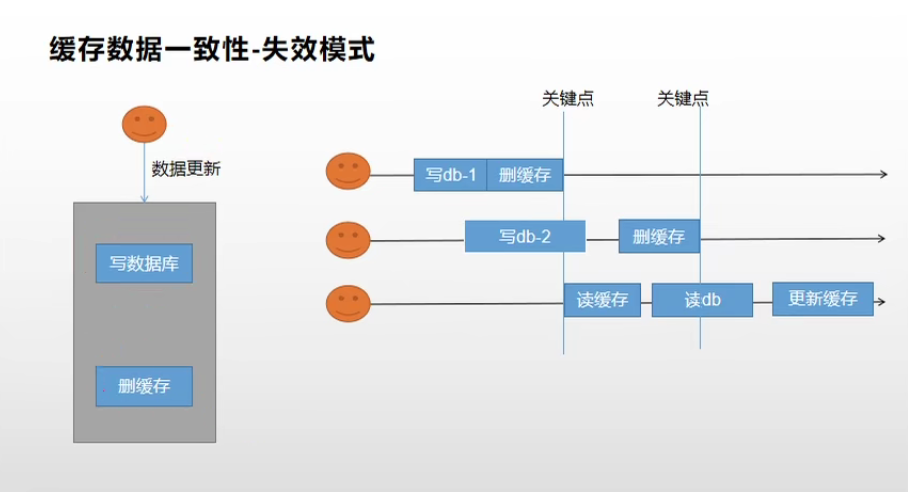 缓存数据一致性-失效模式
数据更新
写数据库
删缓存
关键点
关键点
写db-1
删缓存
写db-2
删缓存
读缓存
读db
更新缓存